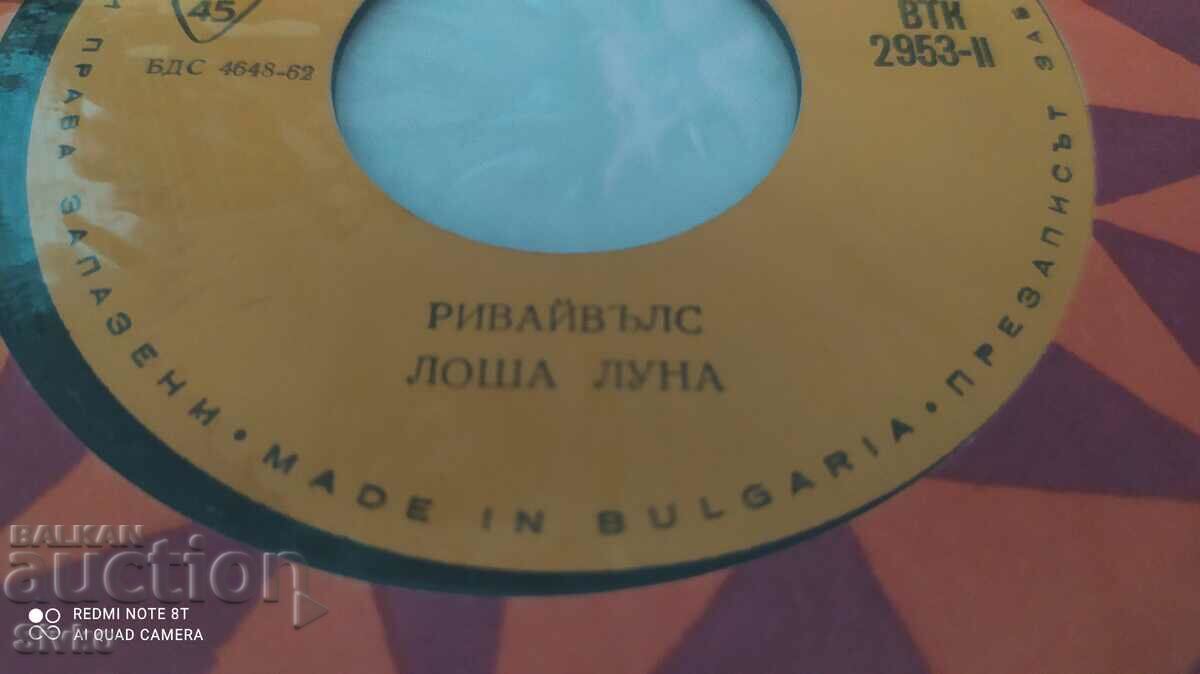 45
БДС 4648-62
ВТК
2953-II
РИВАЙВЪЛС
ЛОША ЛУНА
ПРАВА ЗАПАЗЕНИ • MADE IN BULGARIA • ПРЕЗАПИСЪТ ЗАБ
BALKAN
auction
REDMI NOTE 8T
AI QUAD CAMERA